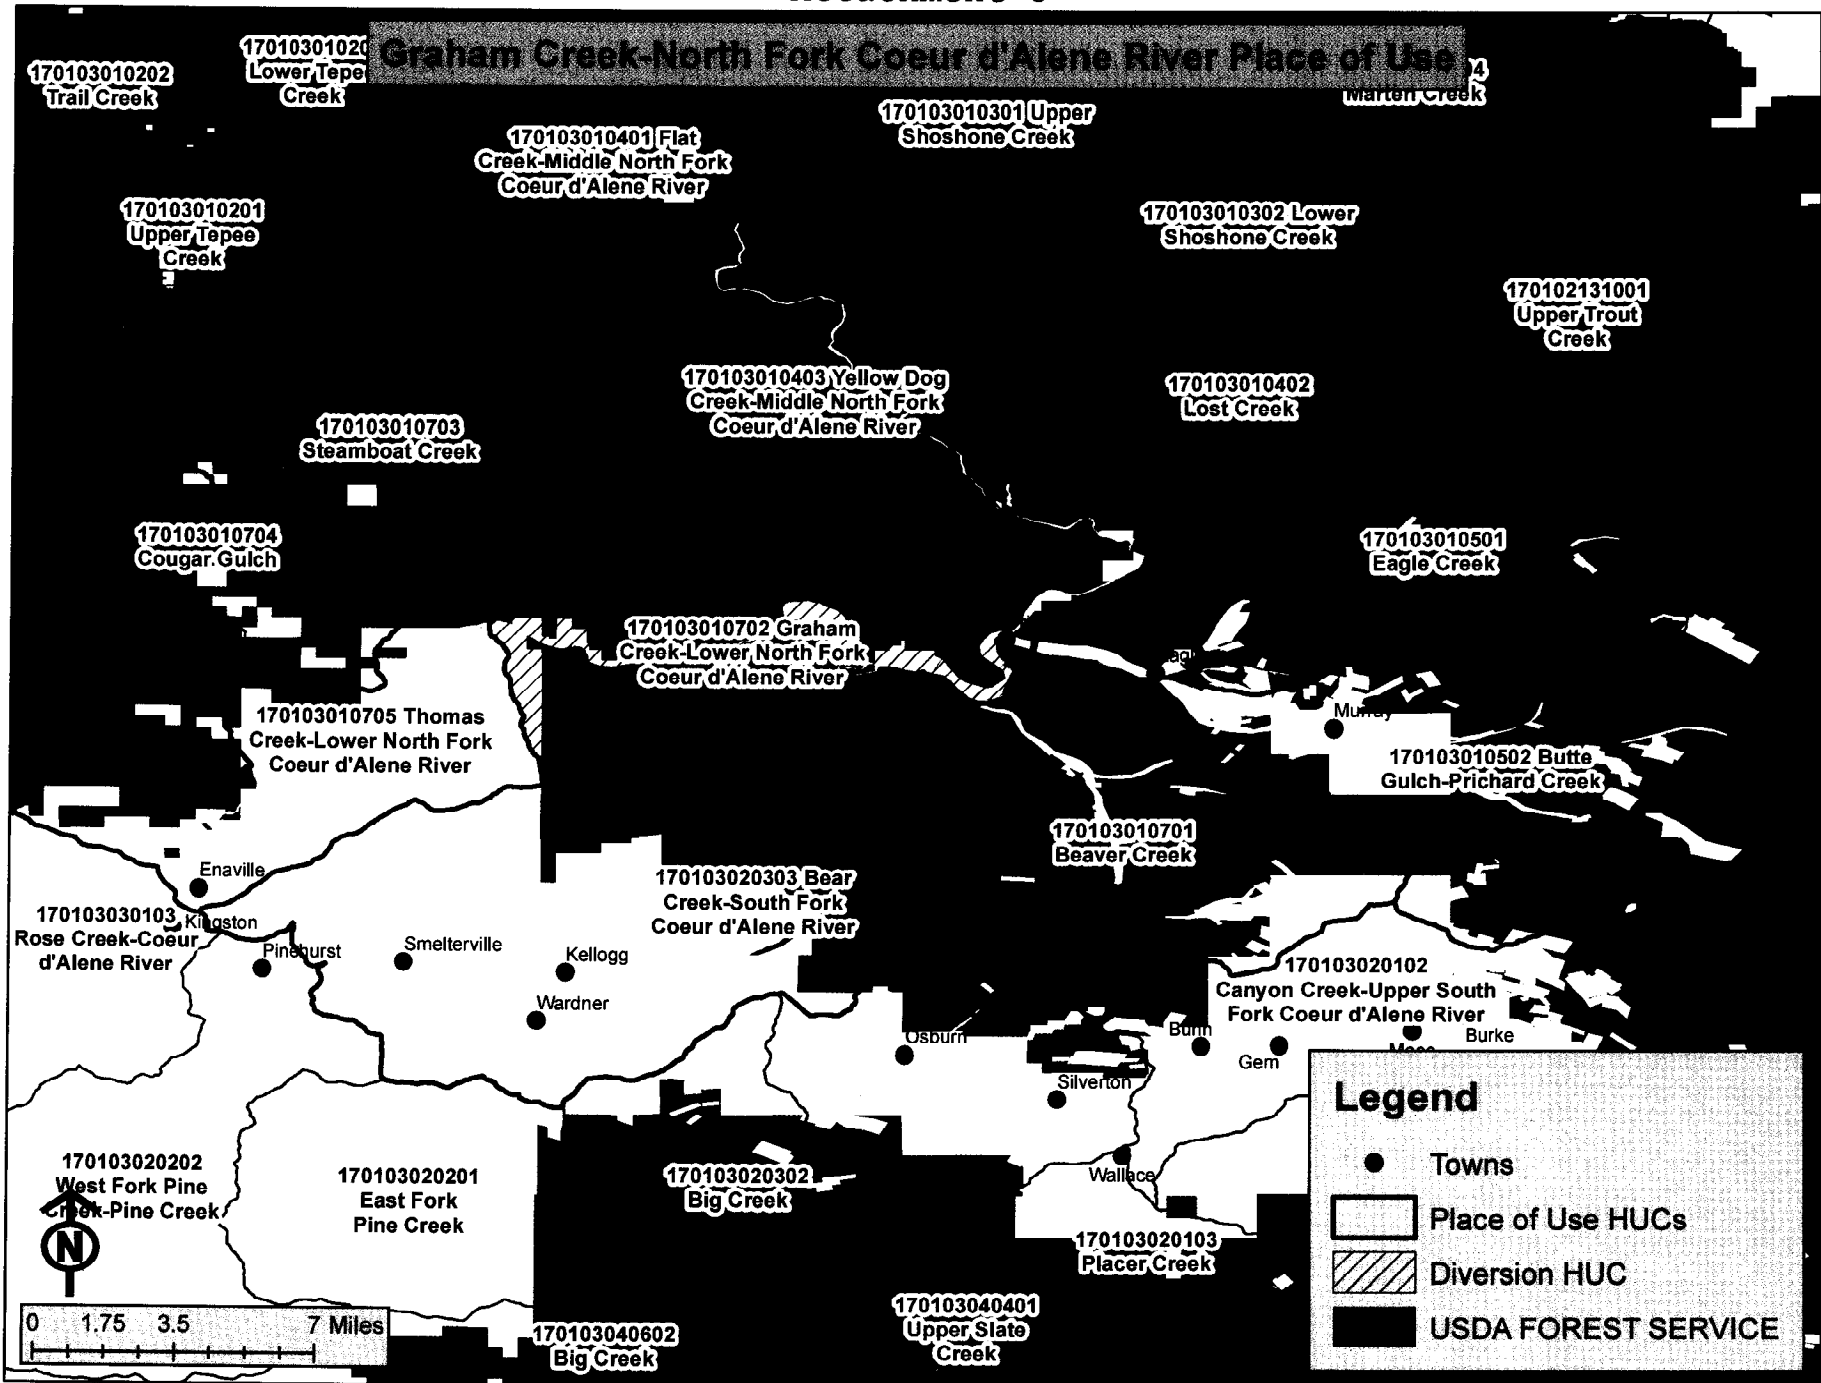 Graham Creek-North Fork Coeur d'Alene River Place of Use
170103010202
Trail Creek
17010301020
Lower Tepe
Creek
4
Marten Creek
170103010301 Upper
Shoshone Creek
170103010401 Flat
Creek-Middle North Fork
Coeur d'Alene River
170103010201
Upper Tepee
Creek
170103010302 Lower
Shoshone Creek
170102131001
Upper Trout
Creek
170103010403 Yellow Dog
Creek-Middle North Fork
Coeur d'Alene River
170103010402
Lost Creek
170103010703
Steamboat Creek
170103010704
Cougar Gulch
170103010501
Eagle Creek
170103010702 Graham
Creek-Lower North Fork
Coeur d'Alene River
Murray
170103010705 Thomas
Creek-Lower North Fork
Coeur d'Alene River
170103010502 Butte
Gulch-Prichard Creek
170103010701
Beaver Creek
Enaville
170103020303 Bear
Creek-South Fork
Coeur d'Alene River
170103030103
Rose Creek-Coeur
d'Alene River
Kingston
Pinehurst
Smelterville
Kellogg
Wardner
170103020102
Canyon Creek-Upper South
Fork Coeur d'Alene River
Osburn
Bunn
Gem
Burke
Silverton
Wallace
170103020202
West Fork Pine
Creek-Pine Creek
170103020201
East Fork
Pine Creek
170103020302
Big Creek
170103020103
Placer Creek
170103040401
Upper Slate
Creek
170103040602
Big Creek
N
0 1.75 3.5 7 Miles
Legend
Towns
Place of Use HUCs
Diversion HUC
USDA FOREST SERVICE